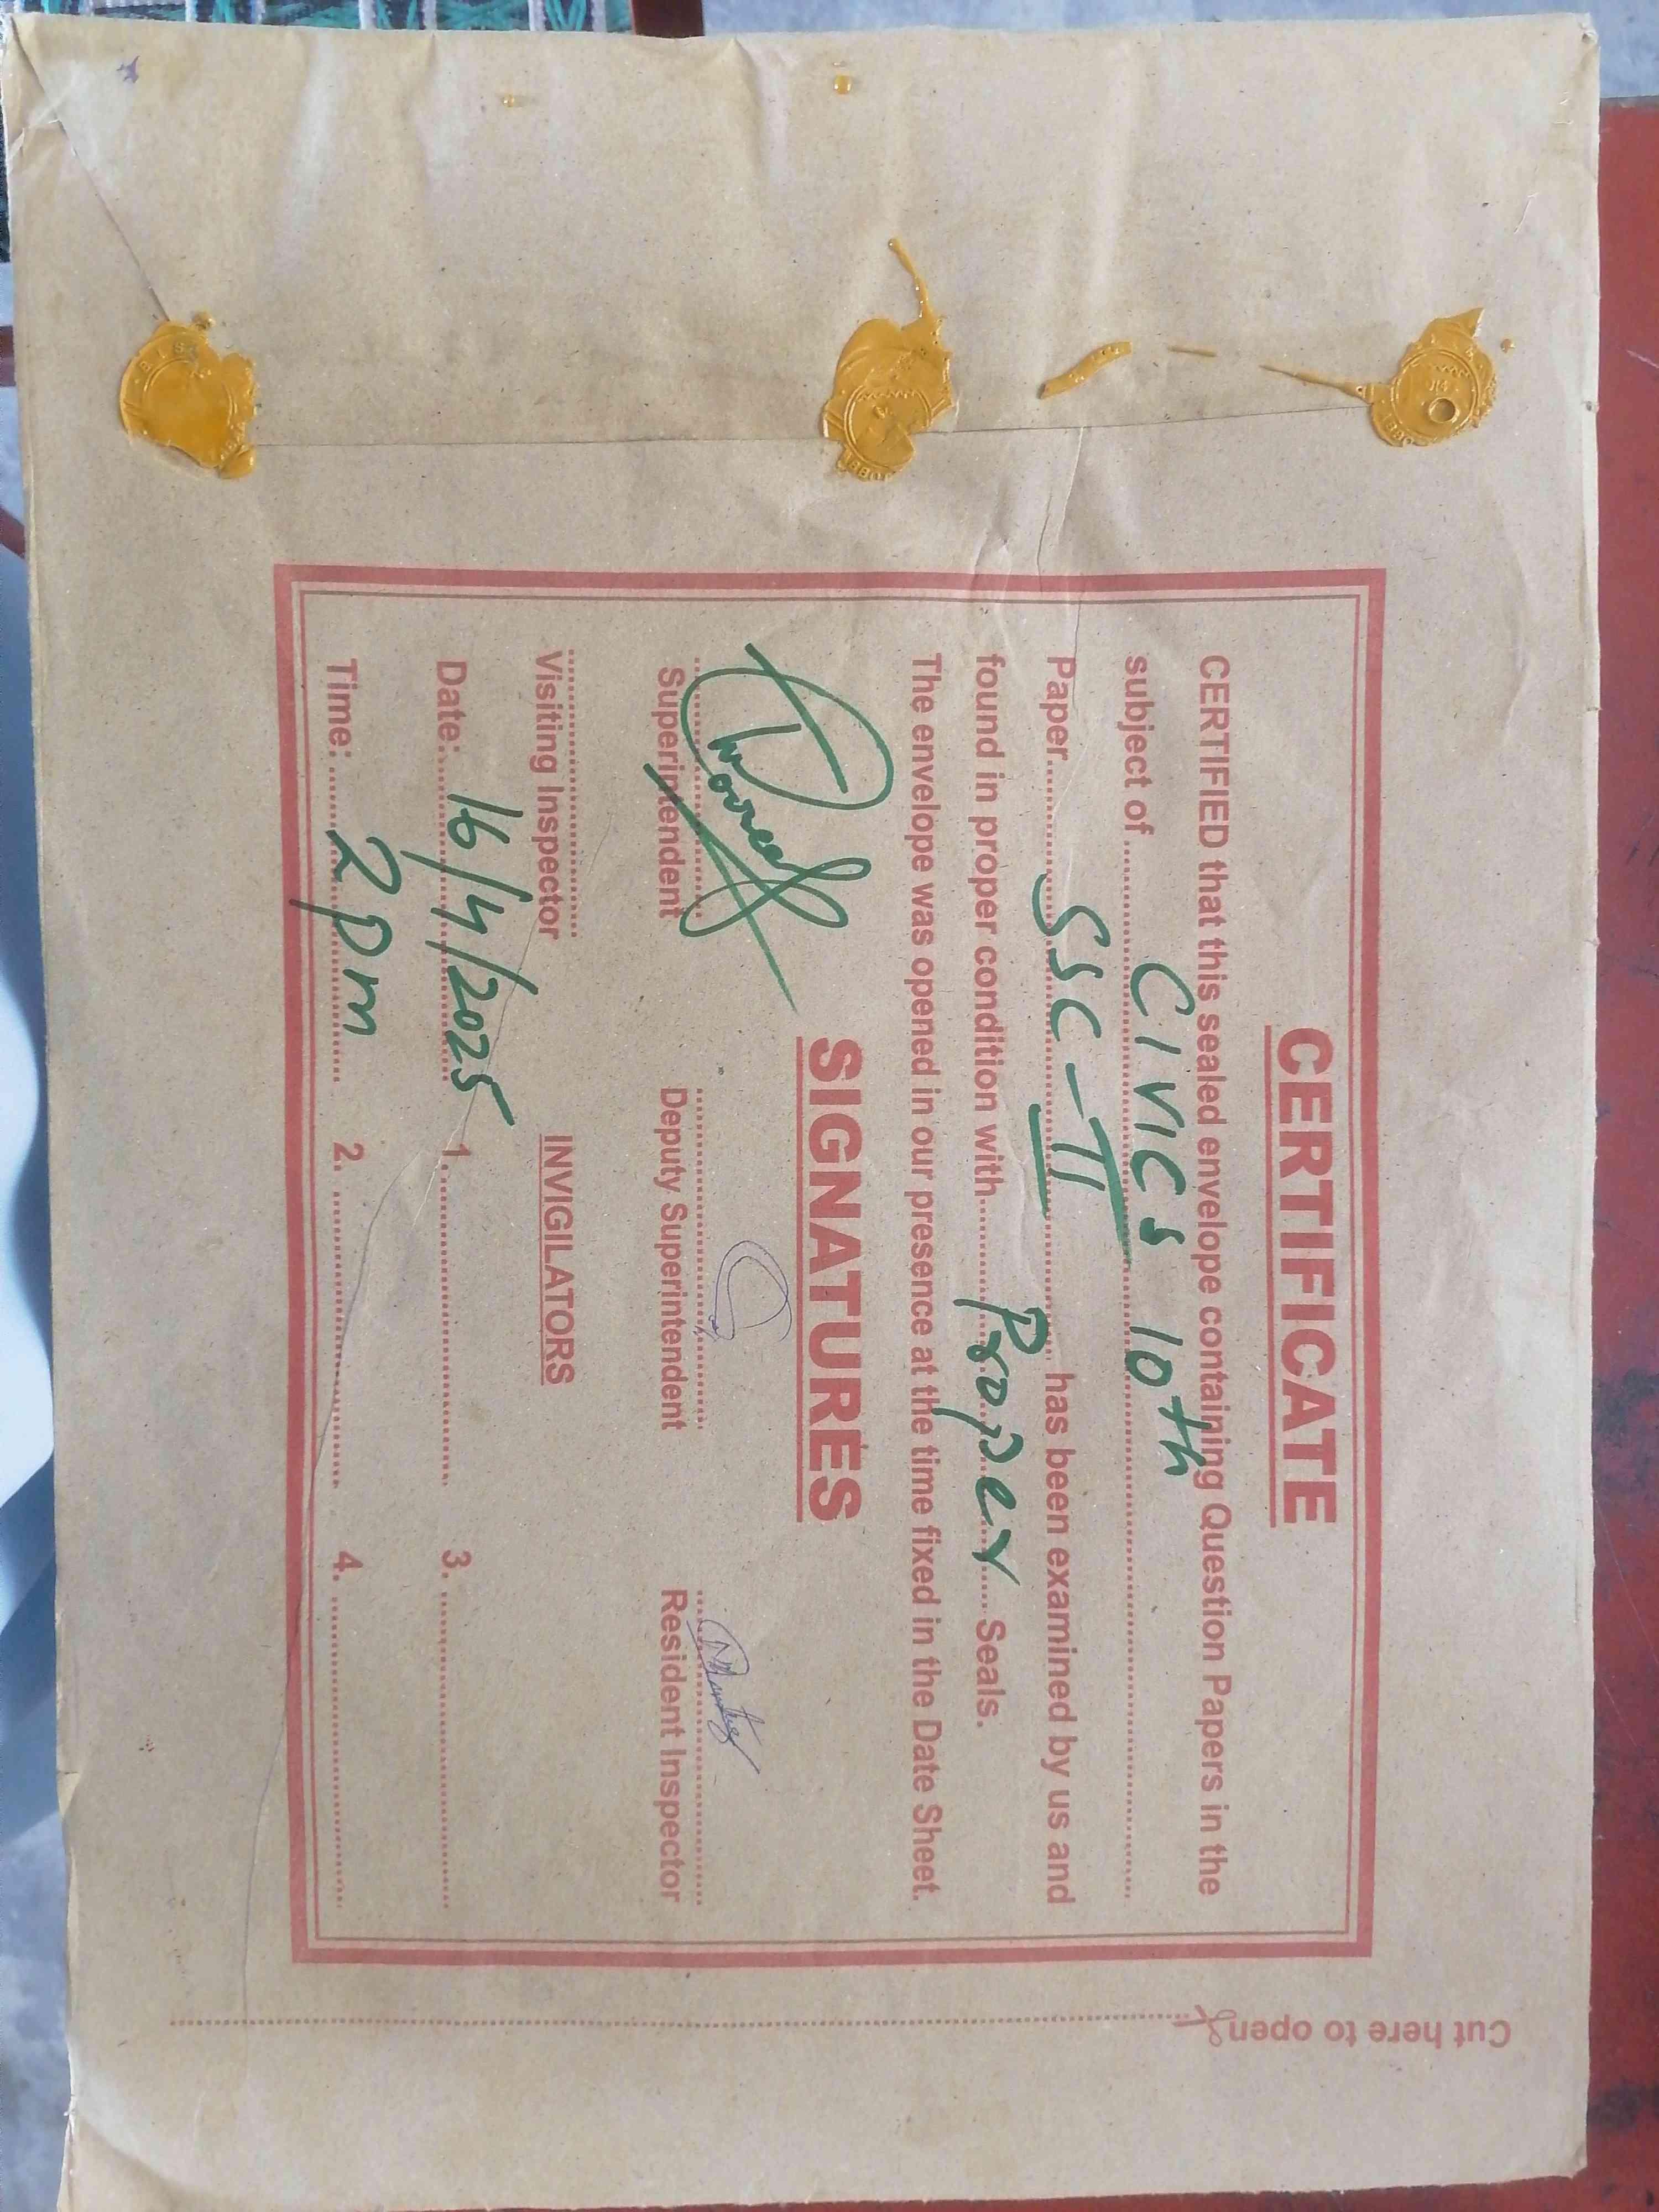 CERTIFICATE
CERTIFIED that this sealed envelope containing Question Papers in the
subject of CIVICS 10th
Paper SSC-II has been examined by us and
found in proper condition with Proper Seals.
The envelope was opened in our presence at the time fixed in the Date Sheet.
SIGNATURES
Superintendent Deputy Superintendent Resident Inspector
Visiting Inspector INVIGILATORS
Date: 16/4/2025 1. 3.
Time: 2pm 2. 4.
Cut here to open